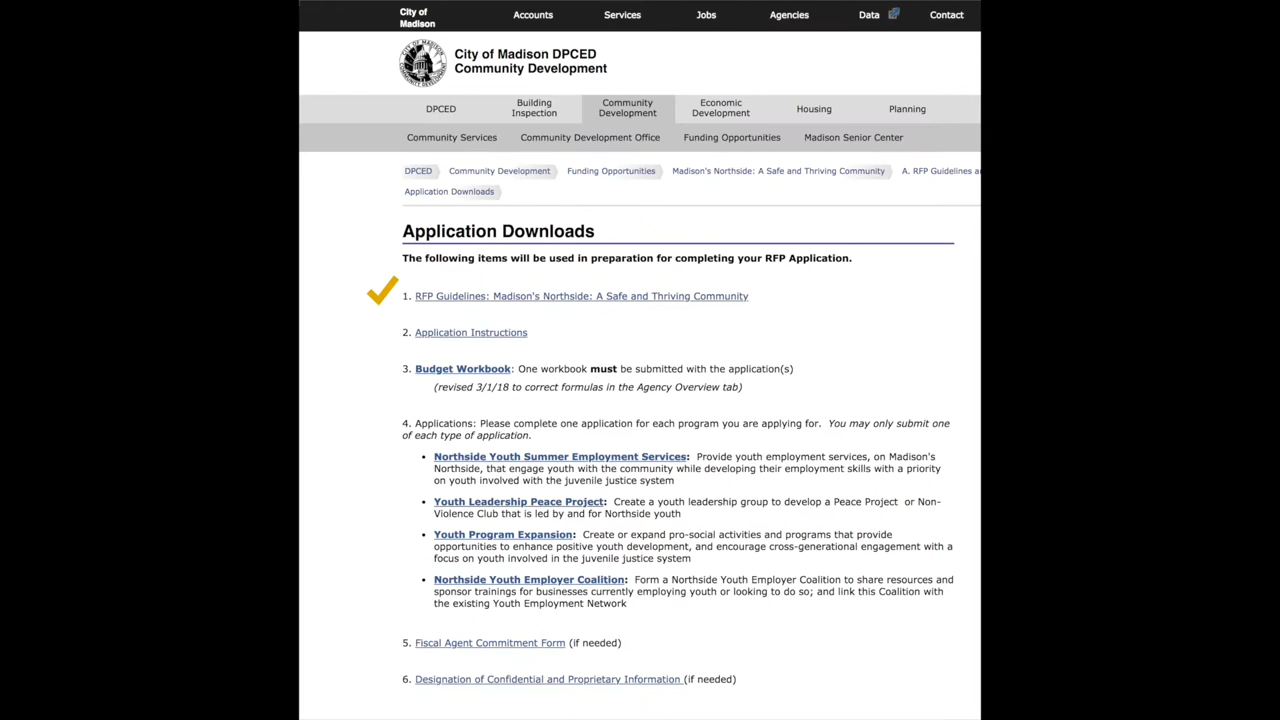 City of
Madison
Accounts
Services
Jobs
Agencies
Data
Contact
City of Madison DPCED
Community Development
DPCED
Building
Inspection
Community
Development
Economic
Development
Housing
Planning
Community Services
Community Development Office
Funding Opportunities
Madison Senior Center
DPCED
Community Development
Funding Opportunities
Madison's Northside: A Safe and Thriving Community
A. RFP Guidelines
Application Downloads
Application Downloads
The following items will be used in preparation for completing your RFP Application.
1. RFP Guidelines: Madison's Northside: A Safe and Thriving Community
2. Application Instructions
3. Budget Workbook: One workbook must be submitted with the application(s)
(revised 3/1/18 to correct formulas in the Agency Overview tab)
4. Applications: Please complete one application for each program you are applying for. You may only submit one
of each type of application.
• Northside Youth Summer Employment Services: Provide youth employment services, on Madison's
Northside, that engage youth with the community while developing their employment skills with a priority
on youth involved with the juvenile justice system
• Youth Leadership Peace Project: Create a youth leadership group to develop a Peace Project or Non-
Violence Club that is led by and for Northside youth
• Youth Program Expansion: Create or expand pro-social activities and programs that provide
opportunities to enhance positive youth development, and encourage cross-generational engagement with a
focus on youth involved in the juvenile justice system
• Northside Youth Employer Coalition: Form a Northside Youth Employer Coalition to share resources and
sponsor trainings for businesses currently employing youth or looking to do so; and link this Coalition with
the existing Youth Employment Network
5. Fiscal Agent Commitment Form (if needed)
6. Designation of Confidential and Proprietary Information (if needed)